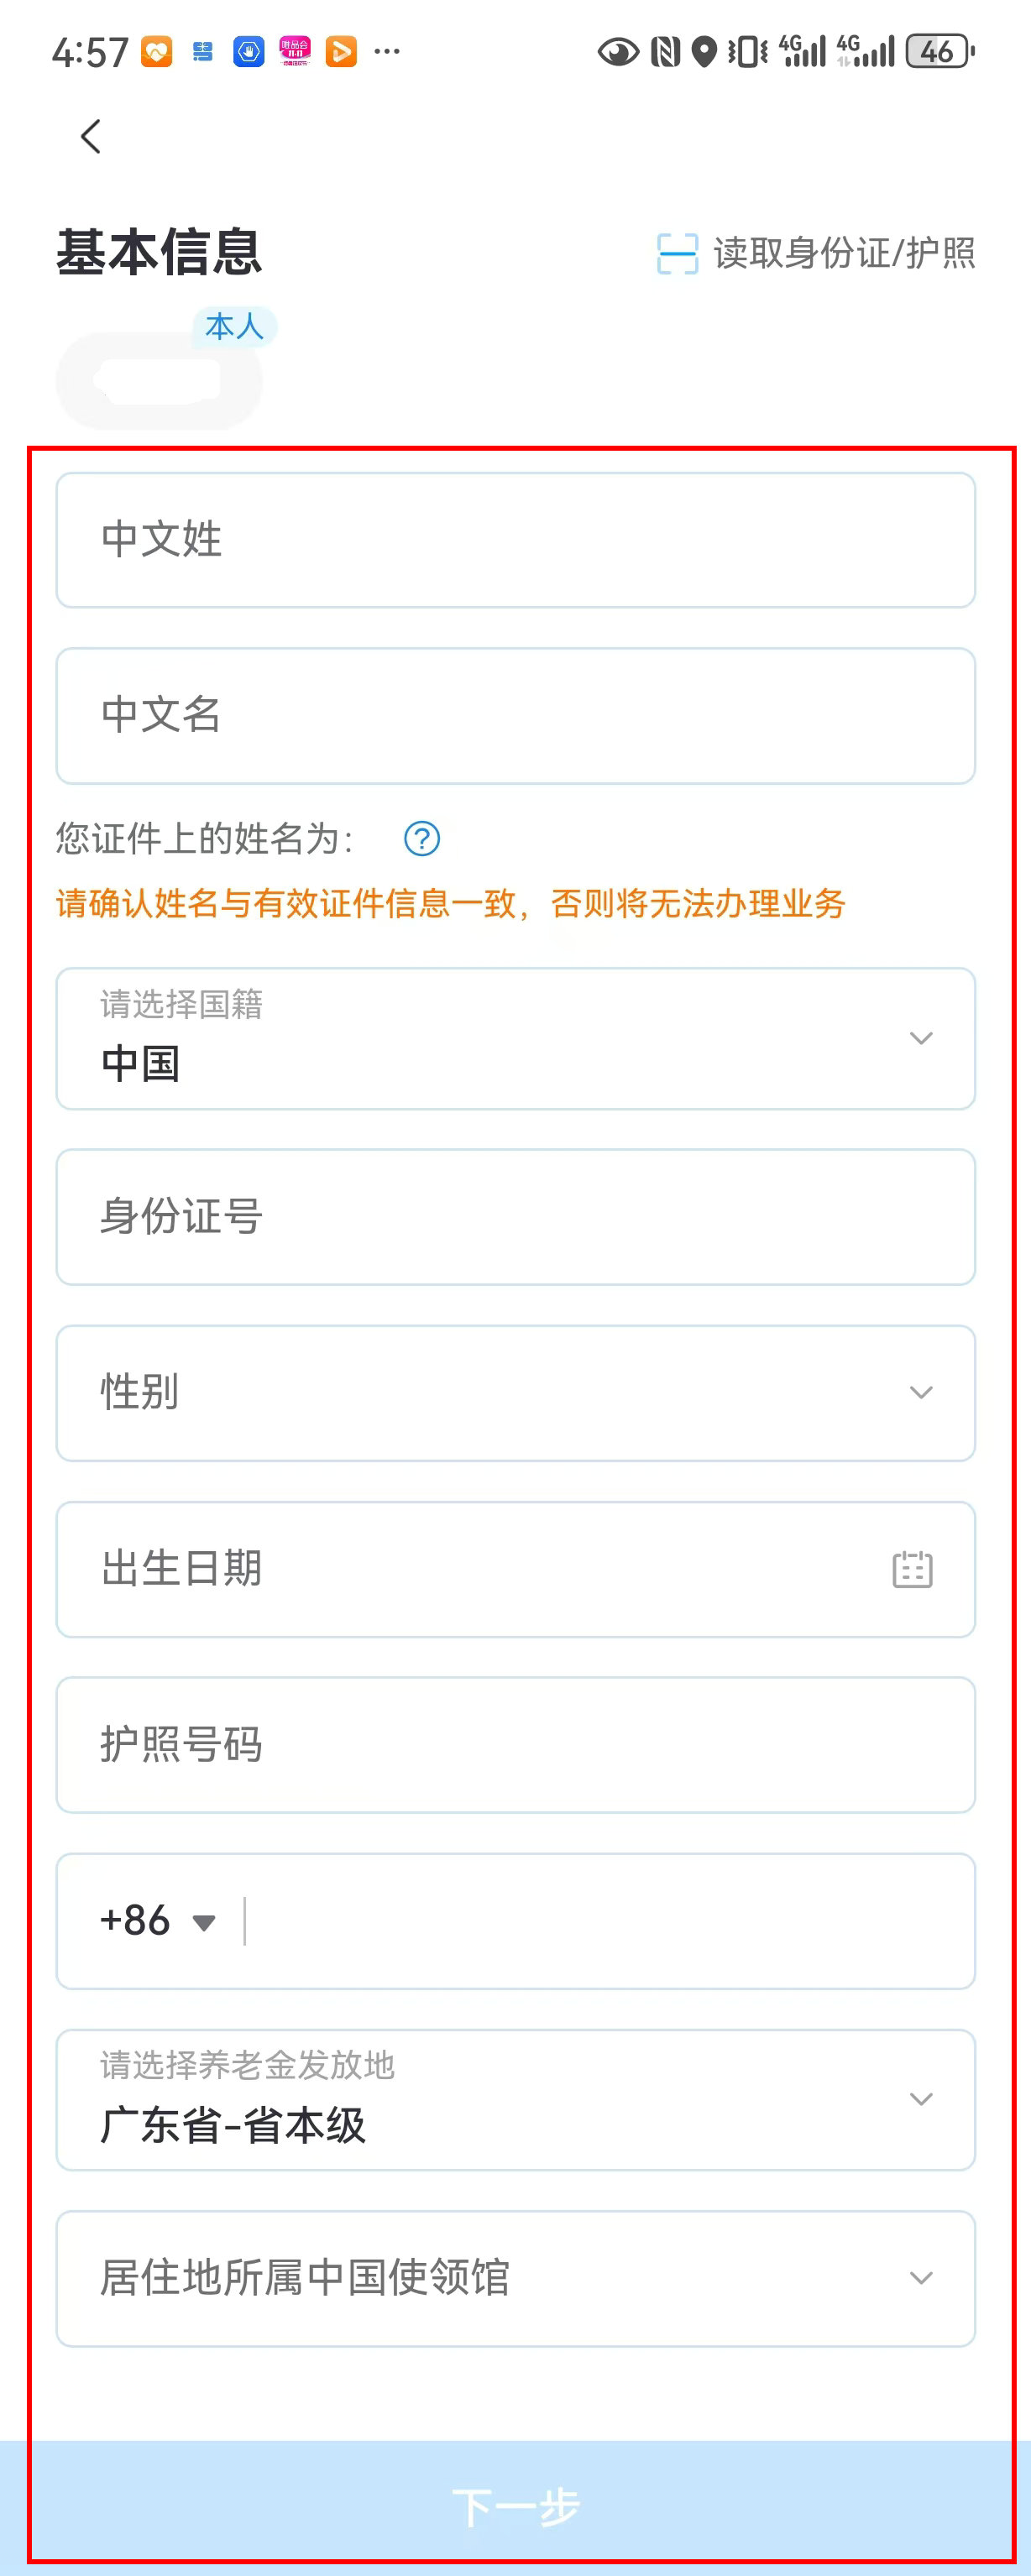 4:57
4G 4G 46
基本信息
读取身份证/护照
本人
中文姓
中文名
您证件上的姓名为：
请确认姓名与有效证件信息一致，否则将无法办理业务
请选择国籍
中国
身份证号
性别
出生日期
护照号码
+86
请选择养老金发放地
广东省-省本级
居住地所属中国使领馆
下一步